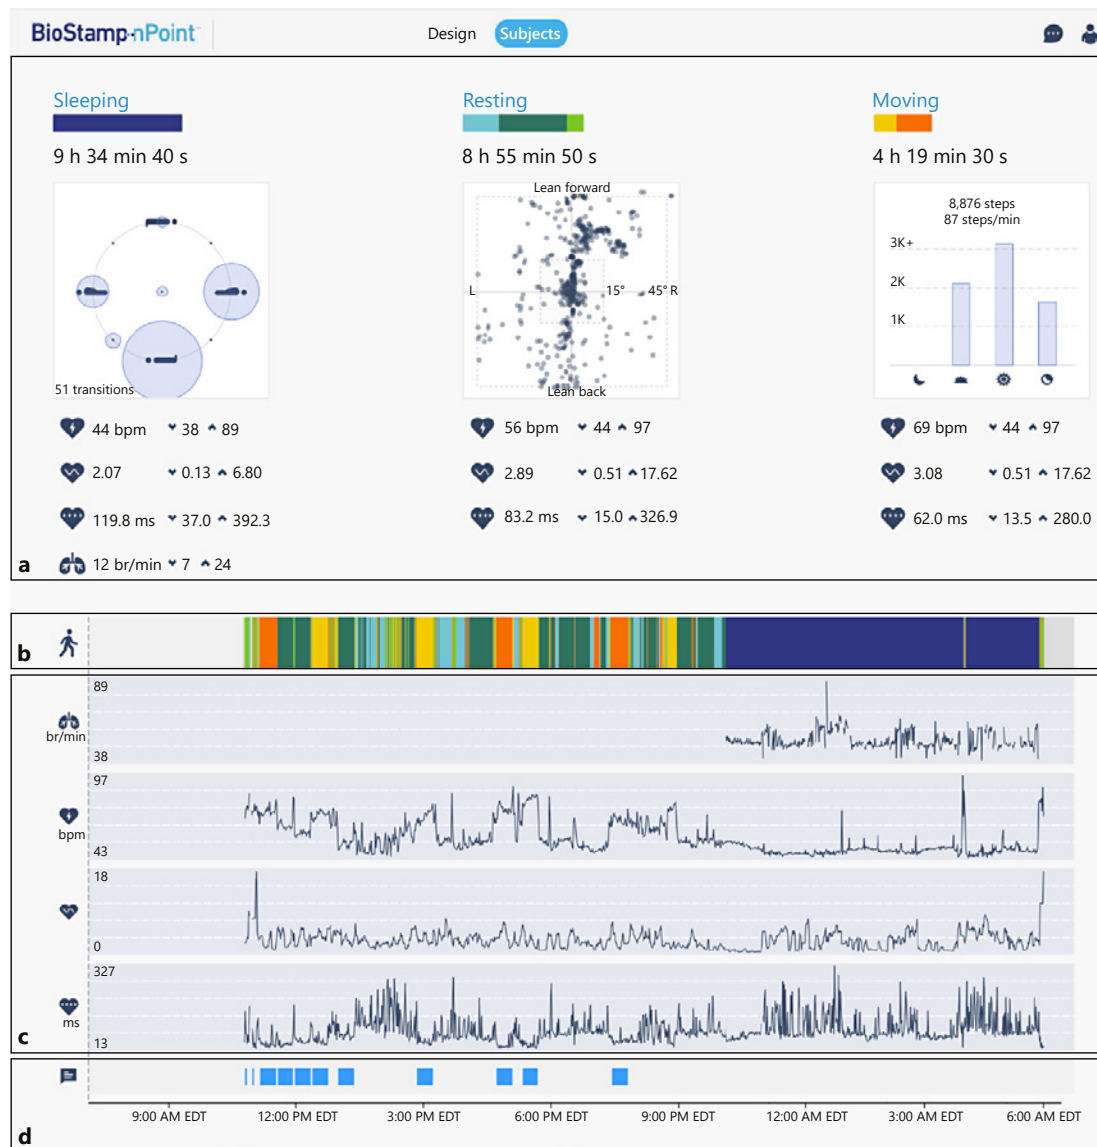 BioStamp nPoint™
Design
Subjects
Sleeping
Resting
Moving
9 h 34 min 40 s
8 h 55 min 50 s
4 h 19 min 30 s
51 transitions
Lean forward
L
15°
45° R
Lean back
8,876 steps
87 steps/min
3K+
2K
1K
44 bpm 38 89
56 bpm 44 97
69 bpm 44 97
2.07 0.13 6.80
2.89 0.51 17.62
3.08 0.51 17.62
119.8 ms 37.0 392.3
83.2 ms 15.0 326.9
62.0 ms 13.5 280.0
12 br/min 7 24
a
b
89
br/min
38
97
bpm
43
18
0
327
ms
13
c
9:00 AM EDT
12:00 PM EDT
3:00 PM EDT
6:00 PM EDT
9:00 PM EDT
12:00 AM EDT
3:00 AM EDT
6:00 AM EDT
d